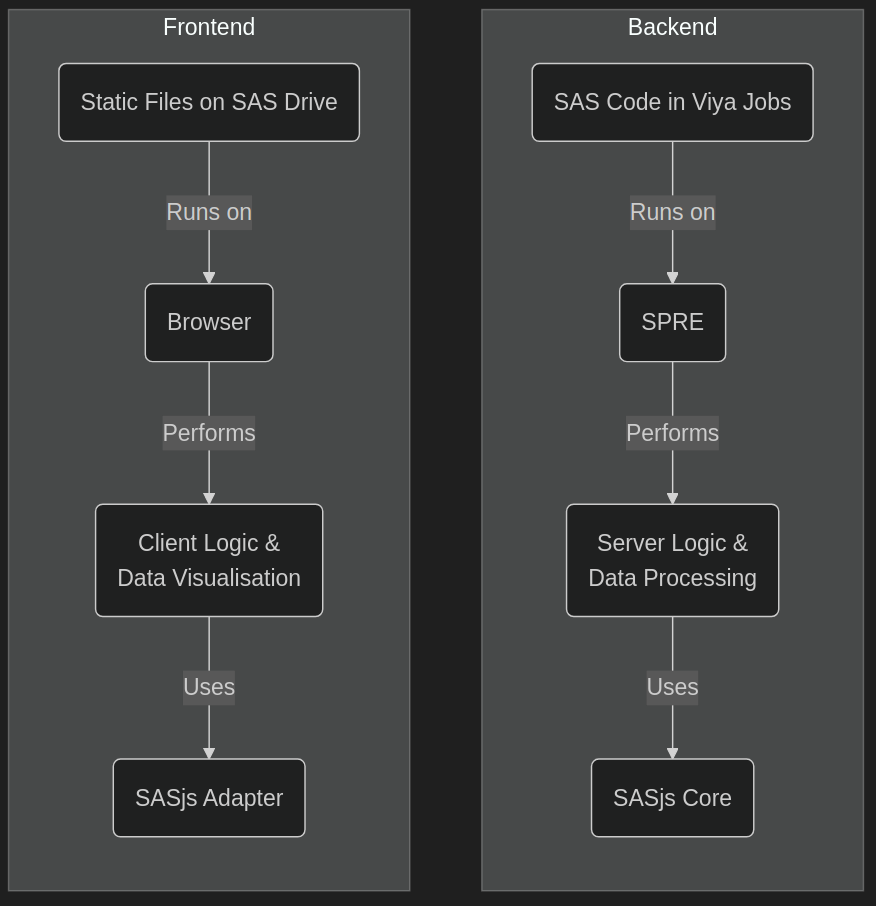 Frontend
Static Files on SAS Drive
Runs on
Browser
Performs
Client Logic &
Data Visualisation
Uses
SASjs Adapter
Backend
SAS Code in Viya Jobs
Runs on
SPRE
Performs
Server Logic &
Data Processing
Uses
SASjs Core